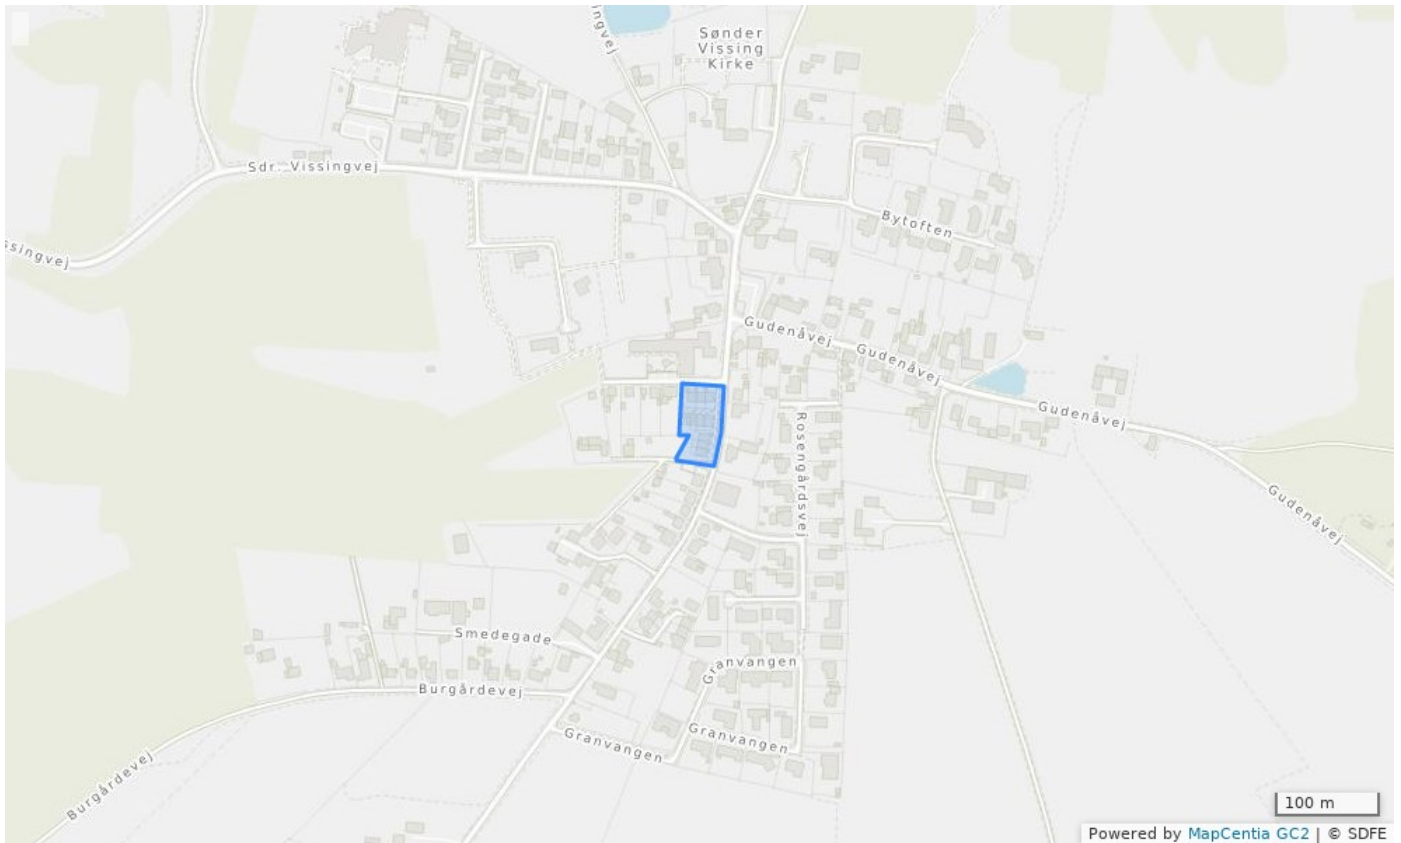 ingvej
Sønder
Vissing
Kirke
Sdr. Vissingvej
ssingvej
Bytoften
Gudenåvej
Gudenåvej
Gudenåvej
Rosengårdsvej
Gudenåvej
Smedegade
Burgårdevej
Granvangen
Granvangen
Granvangen
Burgårdevej
100 m
Powered by MapCentia GC2 | © SDFE